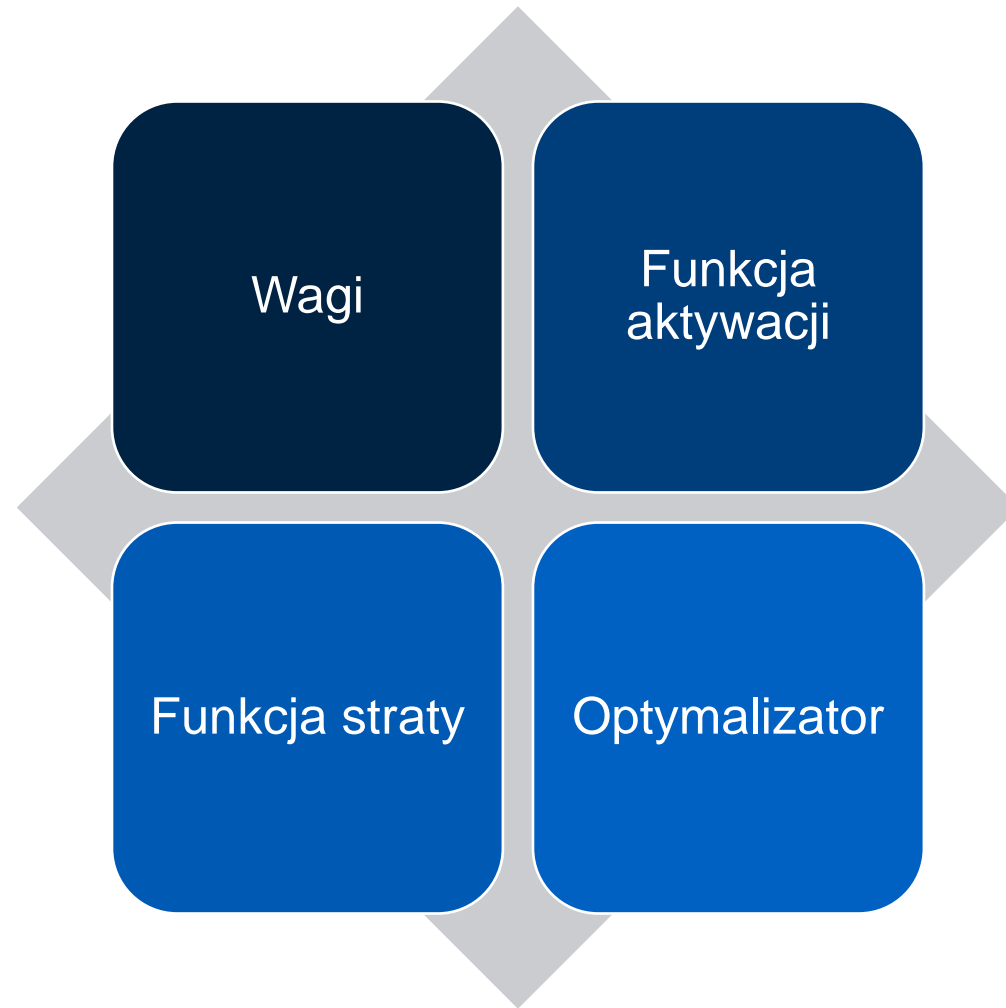 Wagi
Funkcja
aktywacji
Funkcja straty
Optymalizator